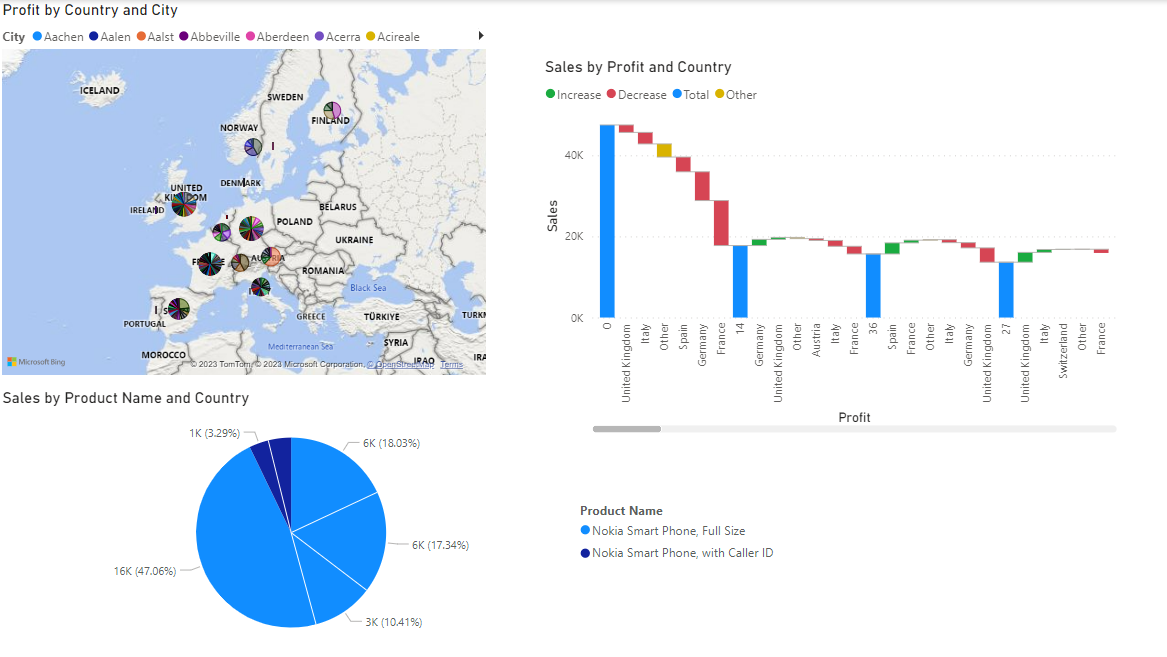 Profit by Country and City
City Aachen Aalen Aalst Abbeville Aberdeen Acerra Acireale
ICELAND
SWEDEN
FINLAND
NORWAY
DENMARK
UNITED
KINGDOM
IRELAND
BELARUS
POLAND
UKRAINE
AUSTRIA
ROMANIA
Black Sea
PORTUGAL
GREECE
TÜRKIYE
SYRIA
Mediterranean Sea
MOROCCO
IRAQ
Microsoft Bing
© 2023 TomTom, © 2023 Microsoft Corporation, © OpenStreetMap Terms
Sales by Profit and Country
Increase Decrease Total Other
40K
20K
0K
Sales
0
United Kingdom
Italy
Other
Spain
Germany
France
14
Germany
United Kingdom
Other
Austria
Italy
France
36
Spain
France
Other
Italy
Germany
United Kingdom
27
United Kingdom
Italy
Switzerland
Other
France
Profit
Sales by Product Name and Country
1K (3.29%)
6K (18.03%)
6K (17.34%)
16K (47.06%)
3K (10.41%)
Product Name
Nokia Smart Phone, Full Size
Nokia Smart Phone, with Caller ID